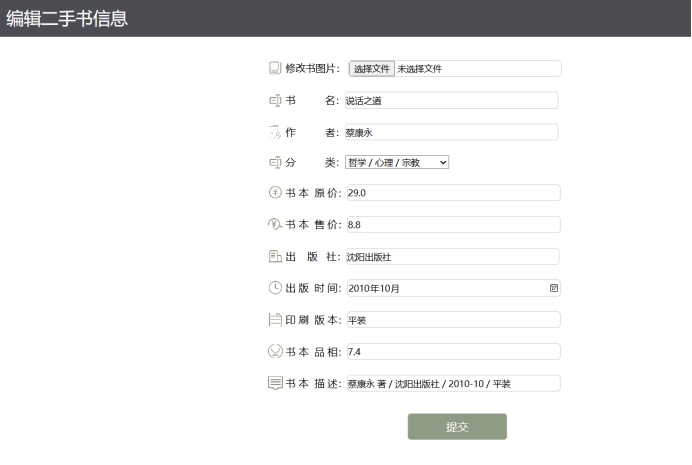 编辑二手书信息
修改书图片： 选择文件 未选择文件
书 名： 说话之道
作 者： 蔡康永
分 类： 哲学 / 心理 / 宗教
书本原价： 29.0
书本售价： 8.8
出 版 社： 沈阳出版社
出版时间： 2010年10月
印刷版本： 平装
书本品相： 7.4
书本描述： 蔡康永 著 / 沈阳出版社 / 2010-10 / 平装
提交